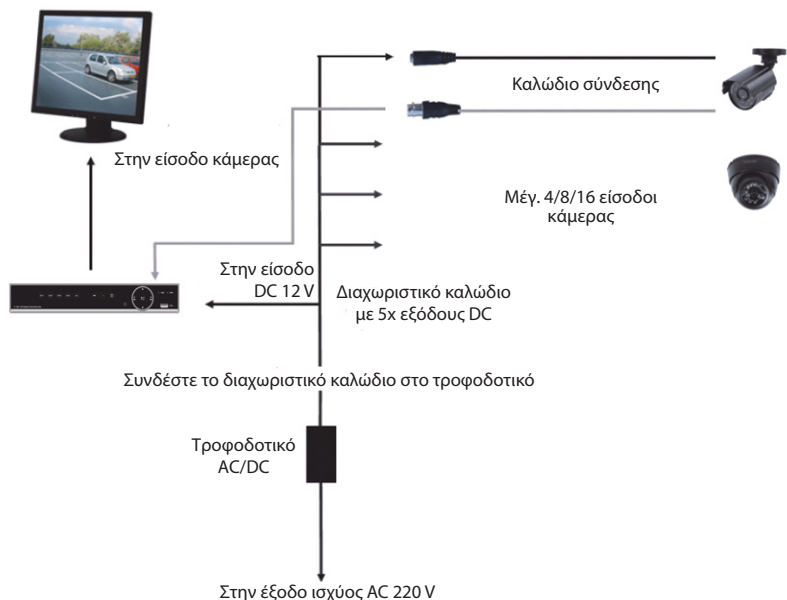 Καλώδιο σύνδεσης
Στην είσοδο κάμερας
Μέγ. 4/8/16 είσοδοι
κάμερας
Στην είσοδο
DC 12 V
Διαχωριστικό καλώδιο
με 5x εξόδους DC
Συνδέστε το διαχωριστικό καλώδιο στο τροφοδοτικό
Τροφοδοτικό
AC/DC
Στην έξοδο ισχύος AC 220 V